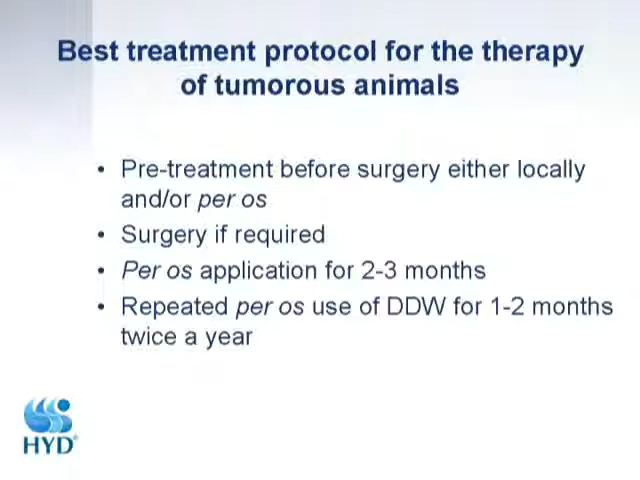 Best treatment protocol for the therapy
of tumorous animals
• Pre-treatment before surgery either locally
and/or per os
• Surgery if required
• Per os application for 2-3 months
• Repeated per os use of DDW for 1-2 months
twice a year
HYD®